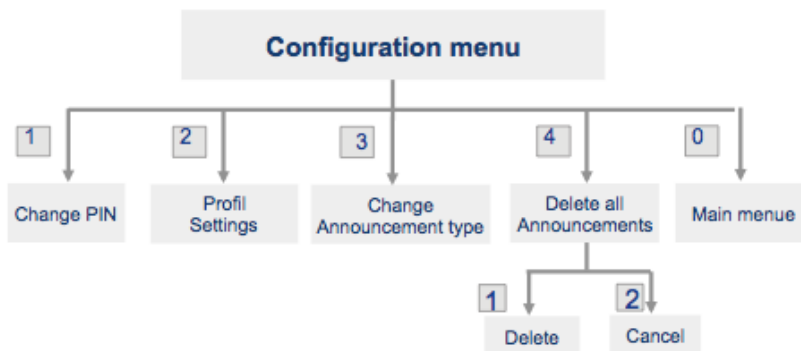 Configuration menu
1
2
3
4
0
Change PIN
Profil
Settings
Change
Announcement type
Delete all
Announcements
Main menue
1
2
Delete
Cancel